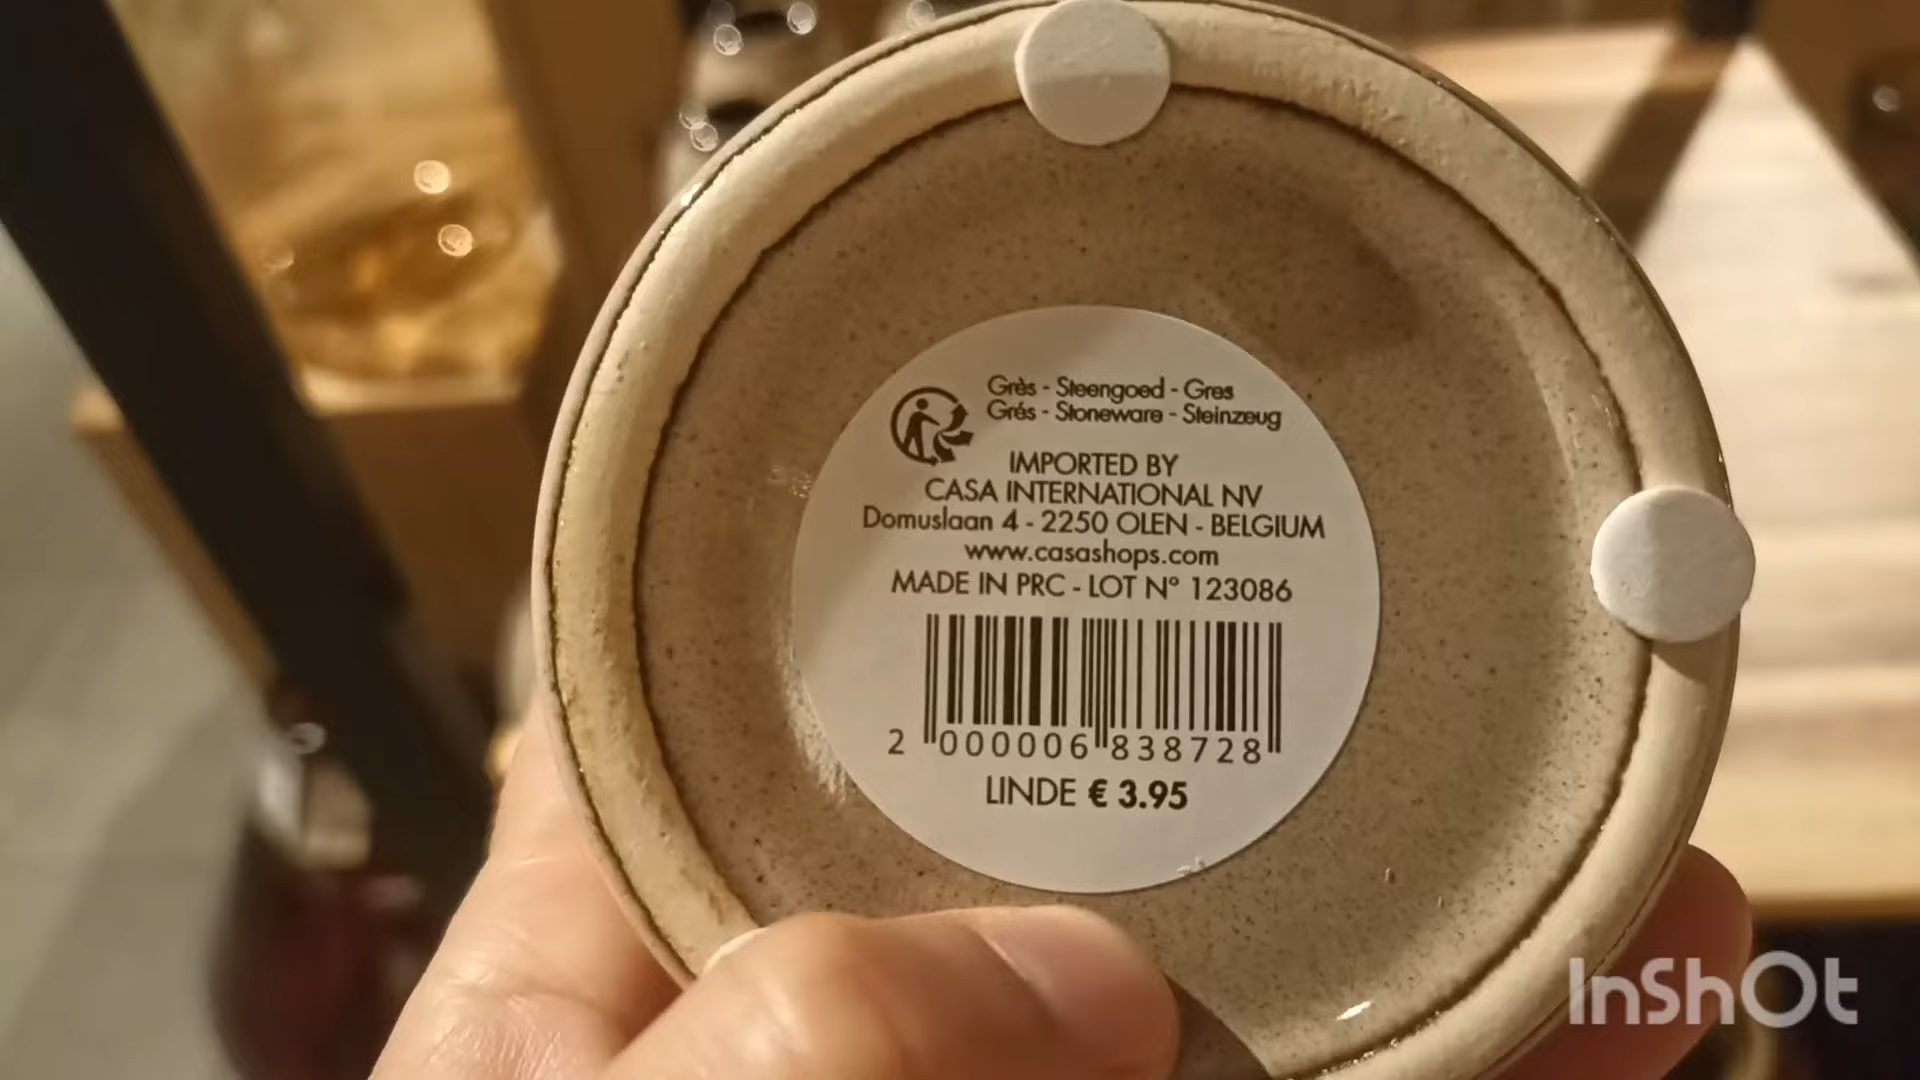 Grès - Steengoed - Gres
Grés - Stoneware - Steinzeug
IMPORTED BY
CASA INTERNATIONAL NV
Domuslaan 4 - 2250 OLEN - BELGIUM
www.casashops.com
MADE IN PRC - LOT N° 123086
2 000006 838728
LINDE € 3.95
InShOt